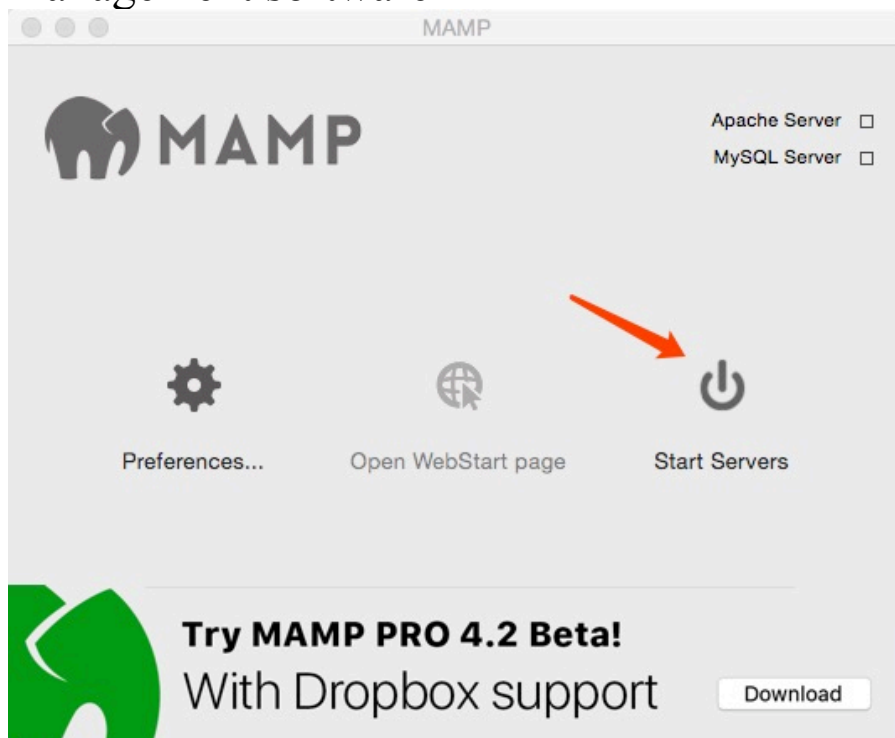 MAMP
MAMP
Apache Server
MySQL Server
Preferences...
Open WebStart page
Start Servers
Try MAMP PRO 4.2 Beta!
With Dropbox support
Download